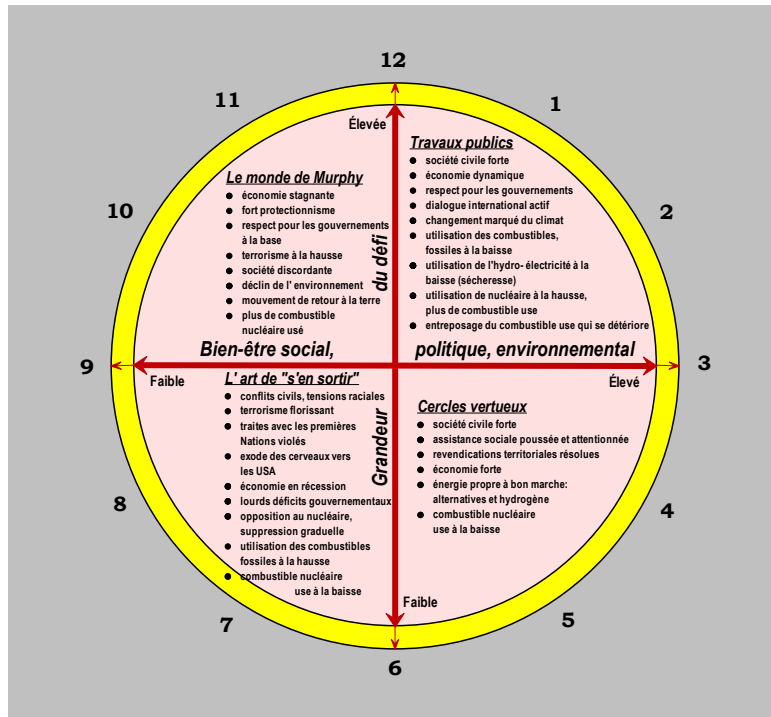 12
11
1
Élevée
Travaux publics
société civile forte
économie dynamique
respect pour les gouvernements
dialogue international actif
changement marqué du climat
utilisation des combustibles,
fossiles à la baisse
utilisation de l'hydro- électricité à la
baisse (sécheresse)
utilisation de nucléaire à la hausse,
plus de combustible use
entreposage du combustible use qui se détériore
Le monde de Murphy
économie stagnante
fort protectionnisme
respect pour les gouvernements
à la base
terrorisme à la hausse
société discordante
déclin de l' environnement
mouvement de retour à la terre
plus de combustible
nucléaire usé
10
2
du défi
Bien-être social,
politique, environnemental
9
3
Faible
Élevé
L' art de "s'en sortir"
conflits civils, tensions raciales
terrorisme florissant
traites avec les premières
Nations violés
exode des cerveaux vers
les USA
économie en récession
lourds déficits gouvernementaux
opposition au nucléaire,
suppression graduelle
utilisation des combustibles
fossiles à la hausse
combustible nucléaire
use à la baisse
Grandeur
Cercles vertueux
société civile forte
assistance sociale poussée et attentionnée
revendications territoriales résolues
économie forte
énergie propre à bon marche:
alternatives et hydrogène
combustible nucléaire
use à la baisse
8
4
Faible
7
5
6